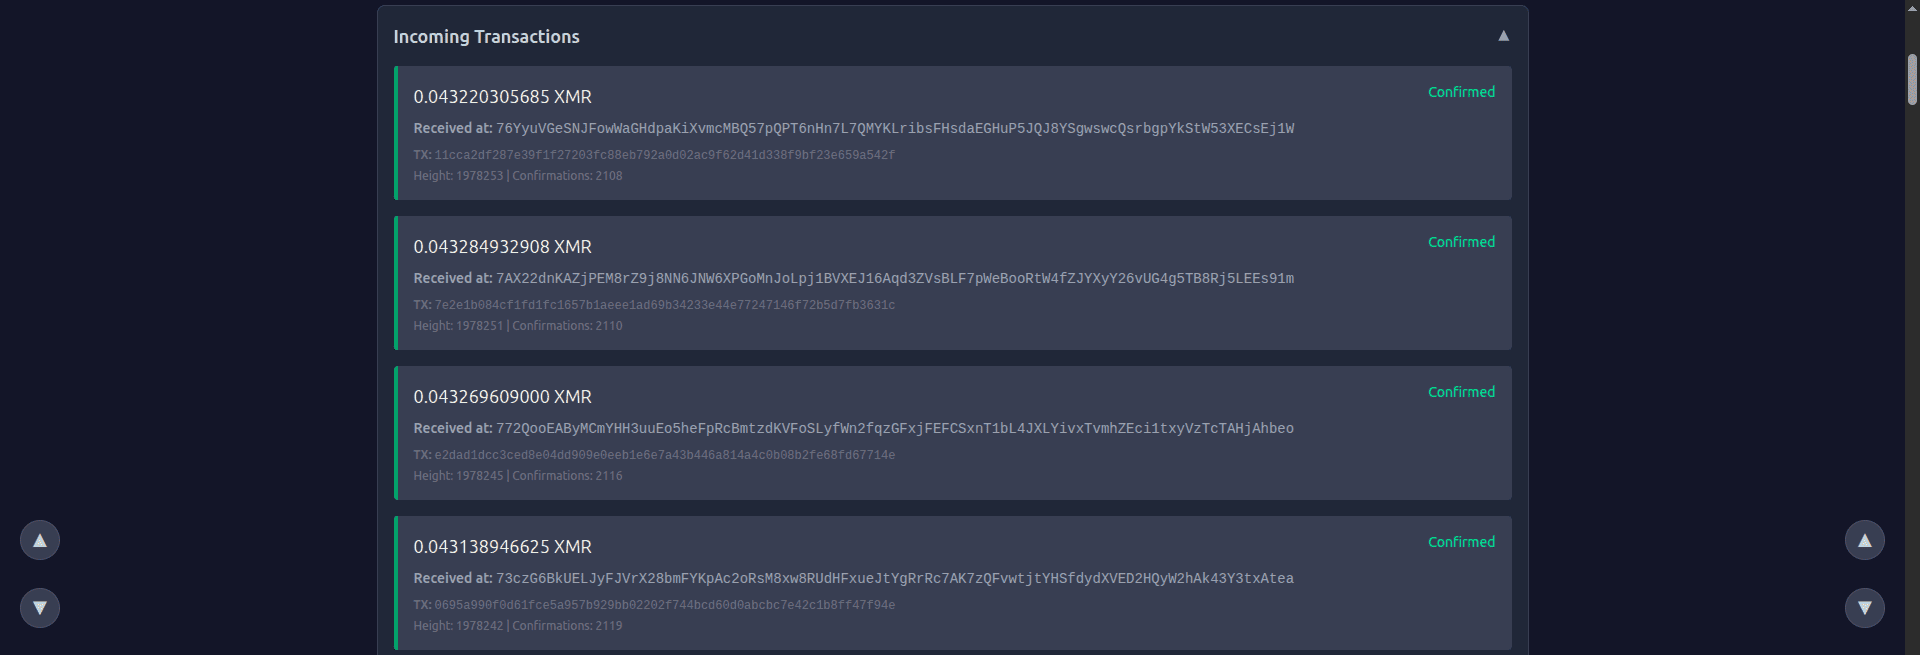 Incoming Transactions
0.043220305685 XMR
Confirmed
Received at: 76YyuVGeSNJFowWaGHdpaKiXvmcMBQ57pQPT6nHn7L7QMYKLribsFHsdaEGHuP5JQJ8YSgwswcQsrbgpYkStW53XECsEj1W
TX: 11cca2df287e39f1f27203fc88eb792a0d02ac9f62d41d338f9bf23e659a542f
Height: 1978253 | Confirmations: 2108
0.043284932908 XMR
Confirmed
Received at: 7AX22dnKAZjPEM8rZ9j8NN6JNW6XPGoMnJoLpj1BVXEJ16Aqd3ZVsBLF7pWeBooRtW4fZJYXyY26vUG4g5TB8Rj5LEEs91m
TX: 7e2e1b084cf1fd1fc1657b1aeee1ad69b34233e44e77247146f72b5d7fb3631c
Height: 1978251 | Confirmations: 2110
0.043269609000 XMR
Confirmed
Received at: 772QooEAByMCmYHH3uuEo5heFpRcBmtzdKVFoSLyfWn2fqzGFxjFEFCSxnT1bL4JXLYivxTvmhZEci1txyVzTcTAHjAhbeo
TX: e2dad1dcc3ced8e04dd909e0eeb1e6e7a43b446a814a4c0b08b2fe68fd67714e
Height: 1978245 | Confirmations: 2116
0.043138946625 XMR
Confirmed
Received at: 73czG6BkUELJyFJVrX28bmFYKpAc2oRsM8xw8RUdHFxueJtYgRrRc7AK7zQFvwtjtYHSfdydXVED2HQyW2hAk43Y3txAtea
TX: 0695a990f0d61fce5a957b929bb02202f744bcd60d0abcbc7e42c1b8ff47f94e
Height: 1978242 | Confirmations: 2119